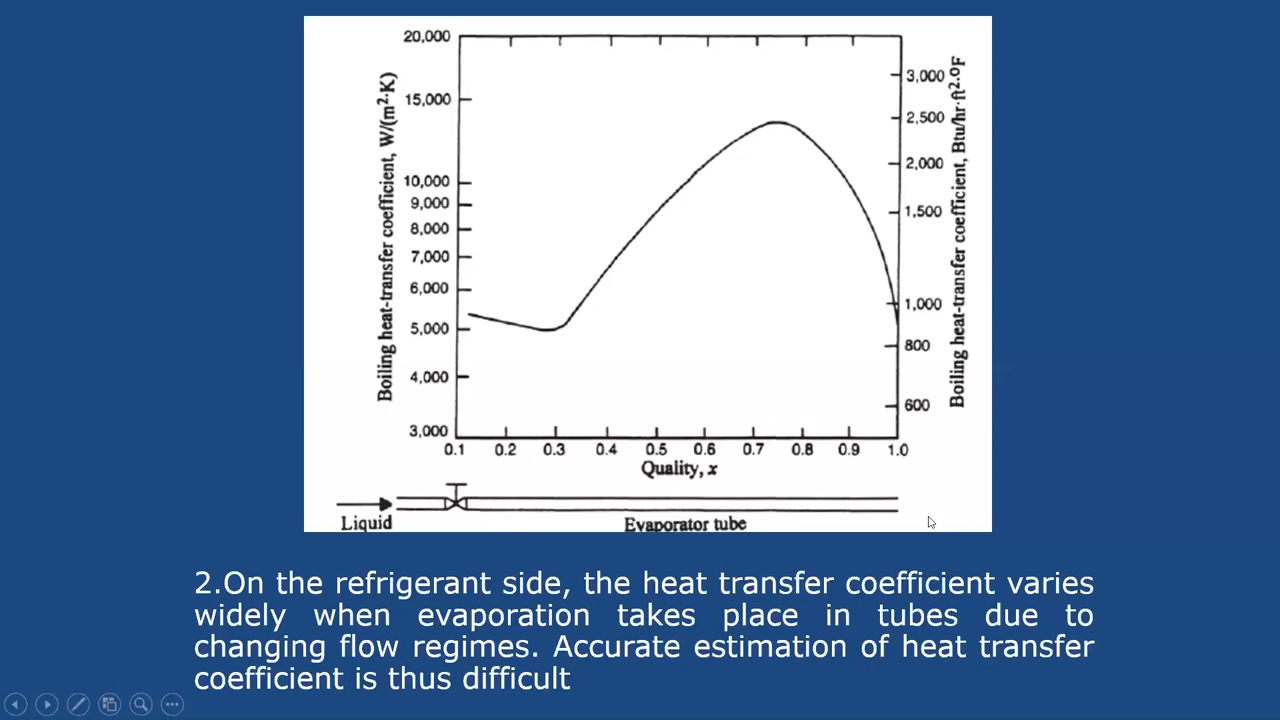 20,000
15,000
10,000
9,000
8,000
7,000
6,000
5,000
4,000
3,000
Boiling heat-transfer coefficient, W/(m²·K)
3,000
2,500
2,000
1,500
1,000
800
600
Boiling heat-transfer coefficient, Btu/hr·ft²·°F
0.1 0.2 0.3 0.4 0.5 0.6 0.7 0.8 0.9 1.0
Quality, x
Liquid
Evaporator tube
2.On the refrigerant side, the heat transfer coefficient varies
widely when evaporation takes place in tubes due to
changing flow regimes. Accurate estimation of heat transfer
coefficient is thus difficult